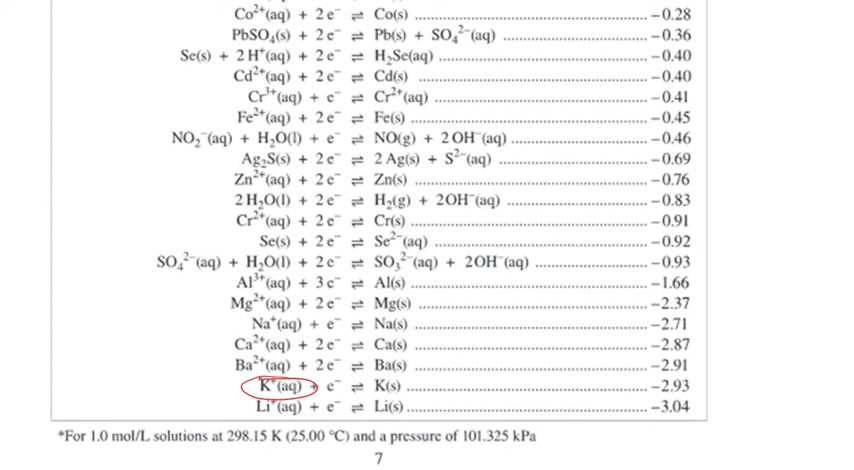 Co²⁺(aq) + 2 e⁻ ⇌ Co(s) ........ −0.28
PbSO₄(s) + 2 e⁻ ⇌ Pb(s) + SO₄²⁻(aq) ........ −0.36
Se(s) + 2 H⁺(aq) + 2 e⁻ ⇌ H₂Se(aq) ........ −0.40
Cd²⁺(aq) + 2 e⁻ ⇌ Cd(s) ........ −0.40
Cr³⁺(aq) + e⁻ ⇌ Cr²⁺(aq) ........ −0.41
Fe²⁺(aq) + 2 e⁻ ⇌ Fe(s) ........ −0.45
NO₂⁻(aq) + H₂O(l) + e⁻ ⇌ NO(g) + 2 OH⁻(aq) ........ −0.46
Ag₂S(s) + 2 e⁻ ⇌ 2 Ag(s) + S²⁻(aq) ........ −0.69
Zn²⁺(aq) + 2 e⁻ ⇌ Zn(s) ........ −0.76
2 H₂O(l) + 2 e⁻ ⇌ H₂(g) + 2OH⁻(aq) ........ −0.83
Cr²⁺(aq) + 2 e⁻ ⇌ Cr(s) ........ −0.91
Se(s) + 2 e⁻ ⇌ Se²⁻(aq) ........ −0.92
SO₄²⁻(aq) + H₂O(l) + 2 e⁻ ⇌ SO₃²⁻(aq) + 2OH⁻(aq) ........ −0.93
Al³⁺(aq) + 3 e⁻ ⇌ Al(s) ........ −1.66
Mg²⁺(aq) + 2 e⁻ ⇌ Mg(s) ........ −2.37
Na⁺(aq) + e⁻ ⇌ Na(s) ........ −2.71
Ca²⁺(aq) + 2 e⁻ ⇌ Ca(s) ........ −2.87
Ba²⁺(aq) + 2 e⁻ ⇌ Ba(s) ........ −2.91
K⁺(aq) + e⁻ ⇌ K(s) ........ −2.93
Li⁺(aq) + e⁻ ⇌ Li(s) ........ −3.04
*For 1.0 mol/L solutions at 298.15 K (25.00 °C) and a pressure of 101.325 kPa
7